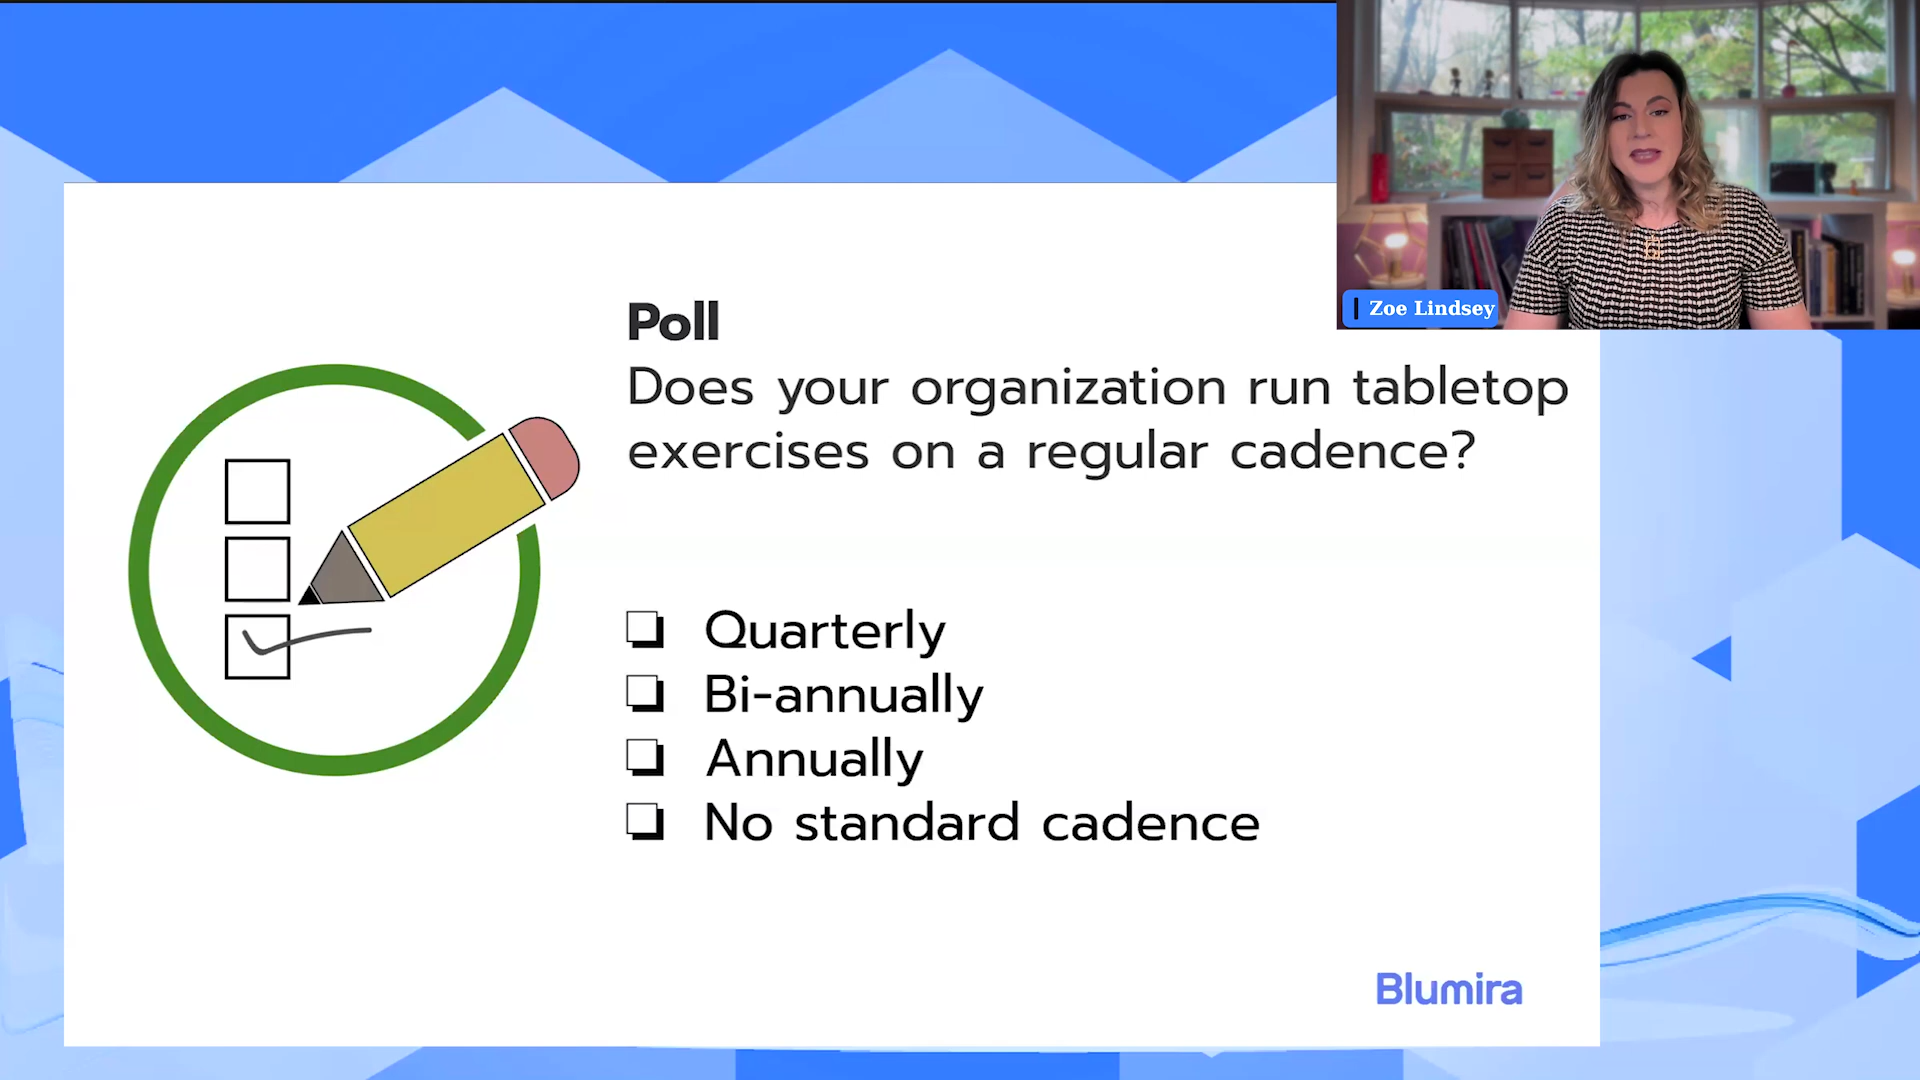 Zoe Lindsey
Poll
Does your organization run tabletop
exercises on a regular cadence?
Quarterly
Bi-annually
Annually
No standard cadence
Blumira